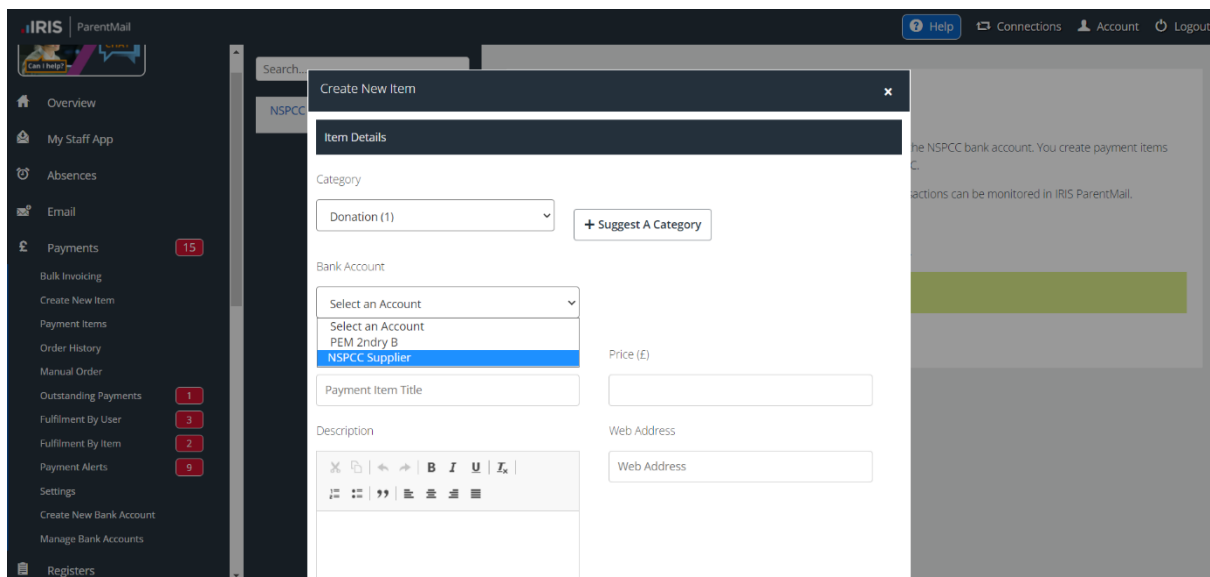 IRIS ParentMail
Help
Connections
Account
Logout
CHAT
Can I help?
Overview
My Staff App
Absences
Email
£ Payments 15
Bulk Invoicing
Create New Item
Payment Items
Order History
Manual Order
Outstanding Payments 1
Fulfilment By User 3
Fulfilment By Item 2
Payment Alerts 9
Settings
Create New Bank Account
Manage Bank Accounts
Registers
Search...
NSPCC
Create New Item
Item Details
Category
Donation (1)
+ Suggest A Category
Bank Account
Select an Account
Select an Account
PEM 2ndry B
NSPCC Supplier
Price (£)
Payment Item Title
Description
Web Address
B I U Tx
Web Address
he NSPCC bank account. You create payment items
C.
actions can be monitored in IRIS ParentMail.